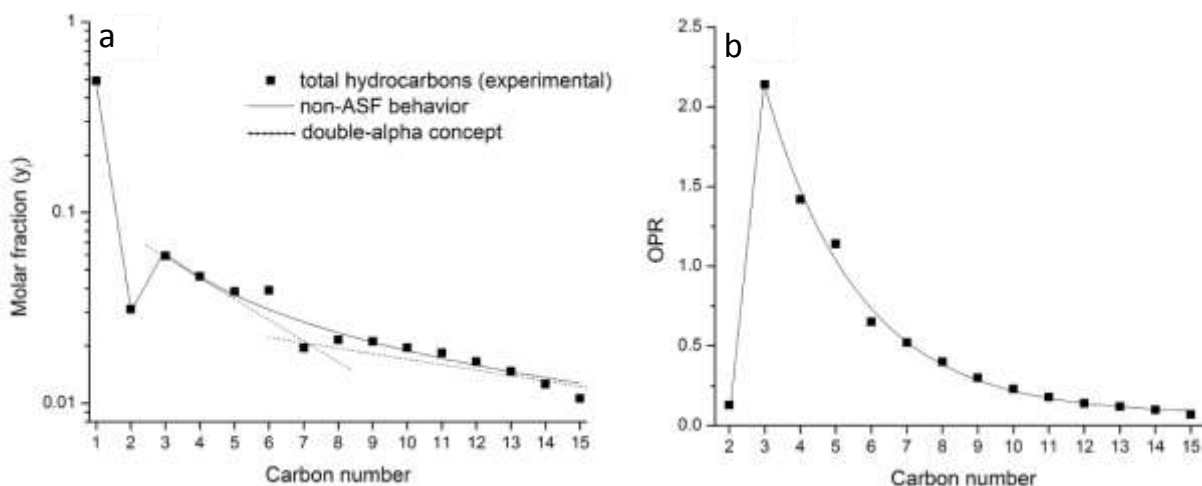 a
1
0.1
0.01
Molar fraction (yᵢ)
total hydrocarbons (experimental)
non-ASF behavior
double-alpha concept
1 2 3 4 5 6 7 8 9 10 11 12 13 14 15
Carbon number
b
2.5
2.0
1.5
1.0
0.5
0.0
OPR
2 3 4 5 6 7 8 9 10 11 12 13 14 15
Carbon number